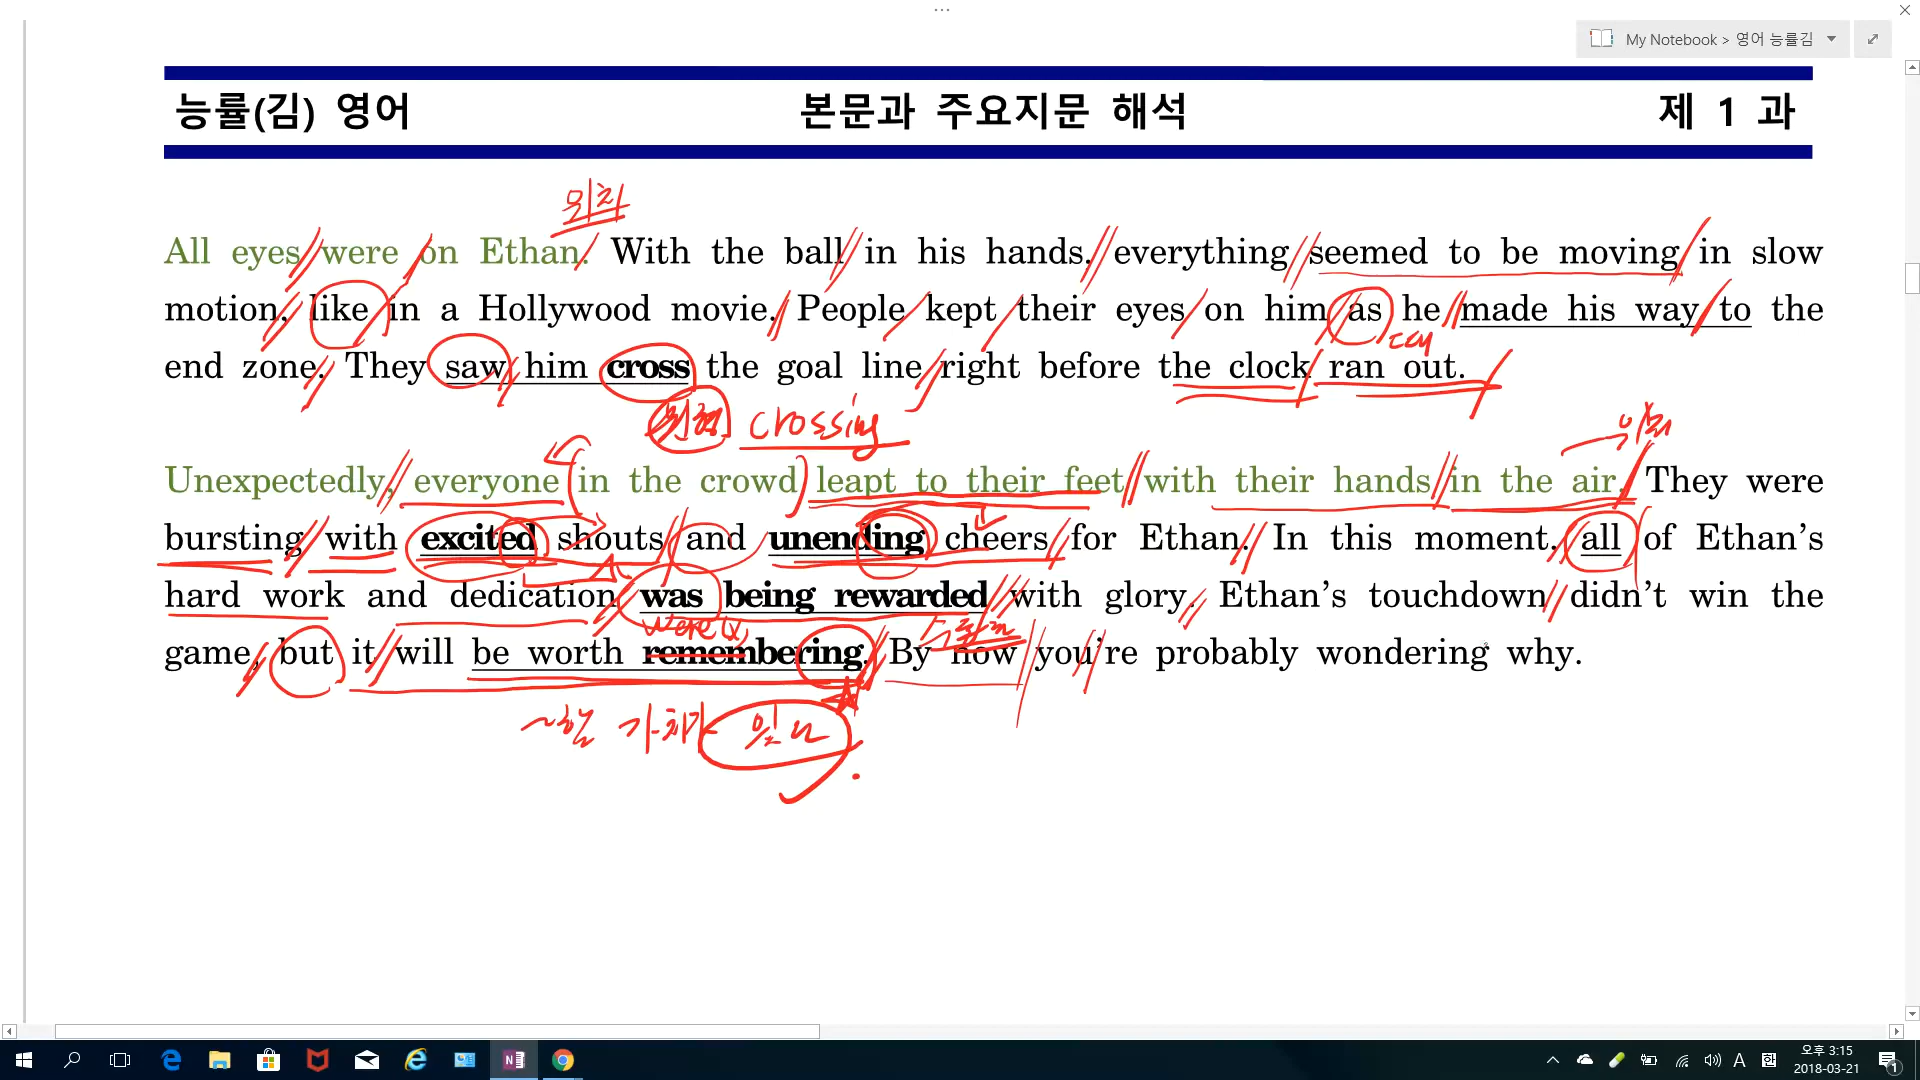 My Notebook > 영어 능률김
능률(김) 영어 본문과 주요지문 해석 제 1 과
All eyes were on Ethan. With the ball in his hands, everything seemed to be moving in slow
motion, like in a Hollywood movie. People kept their eyes on him as he made his way to the
end zone. They saw him cross the goal line right before the clock ran out.
crossing
Unexpectedly, everyone in the crowd leapt to their feet with their hands in the air. They were
bursting with excited shouts and unending cheers for Ethan. In this moment, all of Ethan's
hard work and dedication was being rewarded with glory. Ethan's touchdown didn't win the
were (x)
game, but it will be worth remembering. By now you're probably wondering why.
~할 가치가 있다
A 한
오후 3:15
2018-03-21
1